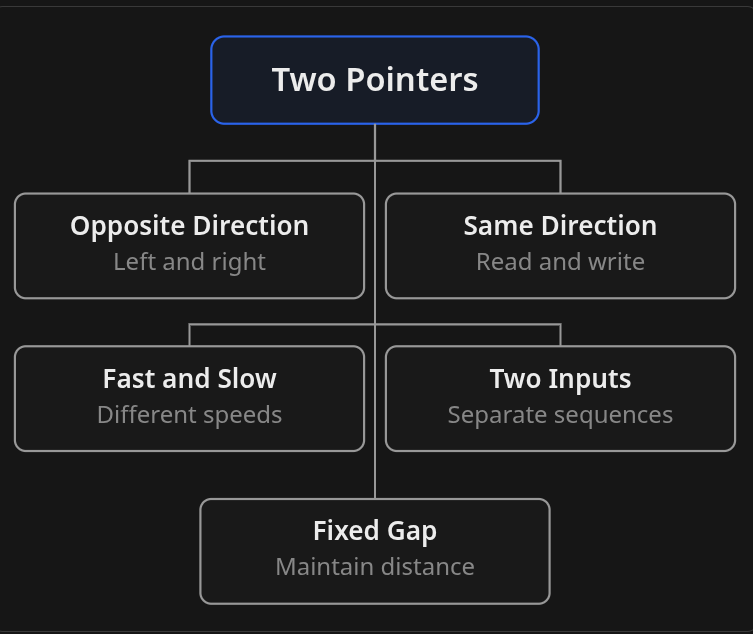 Two Pointers
Opposite Direction
Left and right
Same Direction
Read and write
Fast and Slow
Different speeds
Two Inputs
Separate sequences
Fixed Gap
Maintain distance